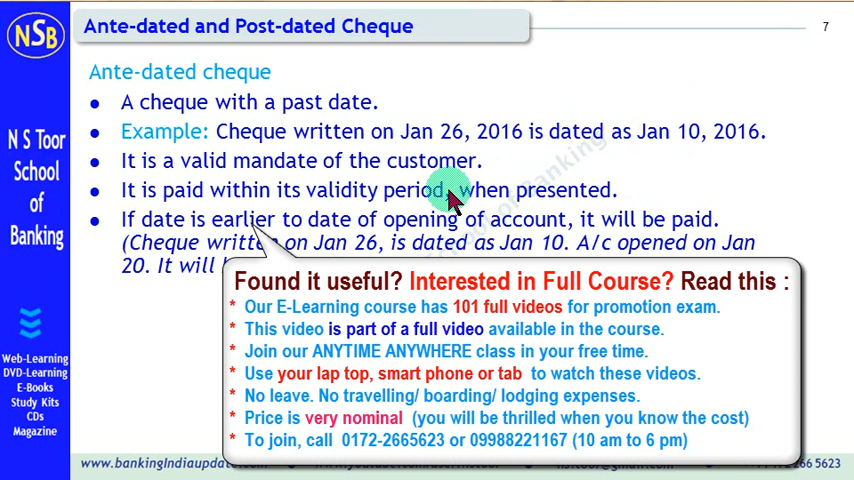 NSB
Ante-dated and Post-dated Cheque
7
N S Toor
School
of
Banking
Web-Learning
DVD-Learning
E-Books
Study Kits
CDs
Magazine
Ante-dated cheque
• A cheque with a past date.
• Example: Cheque written on Jan 26, 2016 is dated as Jan 10, 2016.
• It is a valid mandate of the customer.
• It is paid within its validity period, when presented.
• If date is earlier to date of opening of account, it will be paid.
(Cheque written on Jan 26, is dated as Jan 10. A/c opened on Jan
20. It will
School of Banking
Found it useful? Interested in Full Course? Read this :
* Our E-Learning course has 101 full videos for promotion exam.
* This video is part of a full video available in the course.
* Join our ANYTIME ANYWHERE class in your free time.
* Use your lap top, smart phone or tab to watch these videos.
* No leave. No travelling/ boarding/ lodging expenses.
* Price is very nominal (you will be thrilled when you know the cost)
* To join, call 0172-2665623 or 09988221167 (10 am to 6 pm)
www.bankingindiaupdate.com